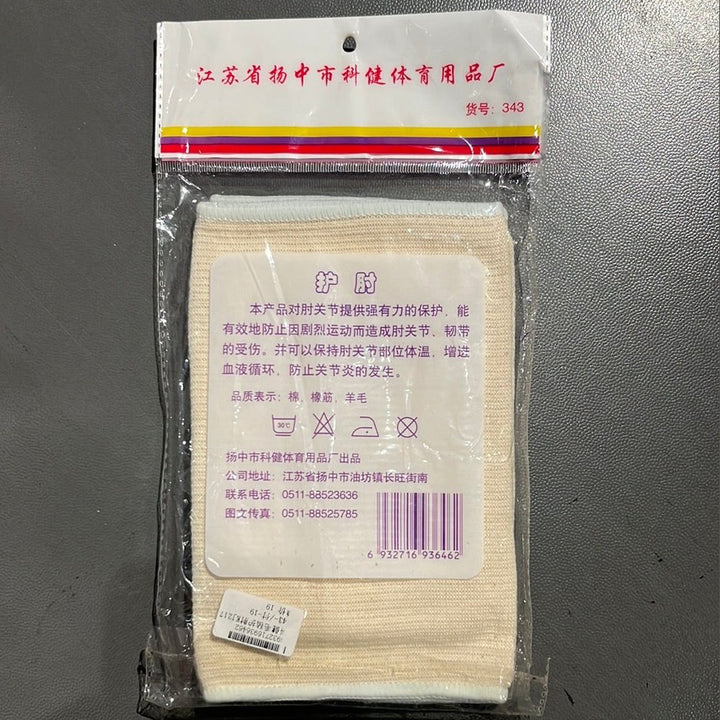 江苏省扬中市科健体育用品厂
货号：343
护肘
本产品对肘关节提供强有力的保护，能
有效地防止因剧烈运动而造成肘关节、韧带
的受伤。并可以保持肘关节部位体温，增进
血液循环，防止关节炎的发生。
品质表示：棉，橡筋，羊毛
30℃
扬中市科健体育用品厂出品
公司地址：江苏省扬中市油坊镇长旺街南
联系电话：0511-88523636
图文传真：0511-88525785
6 932716 936462
6932716936462